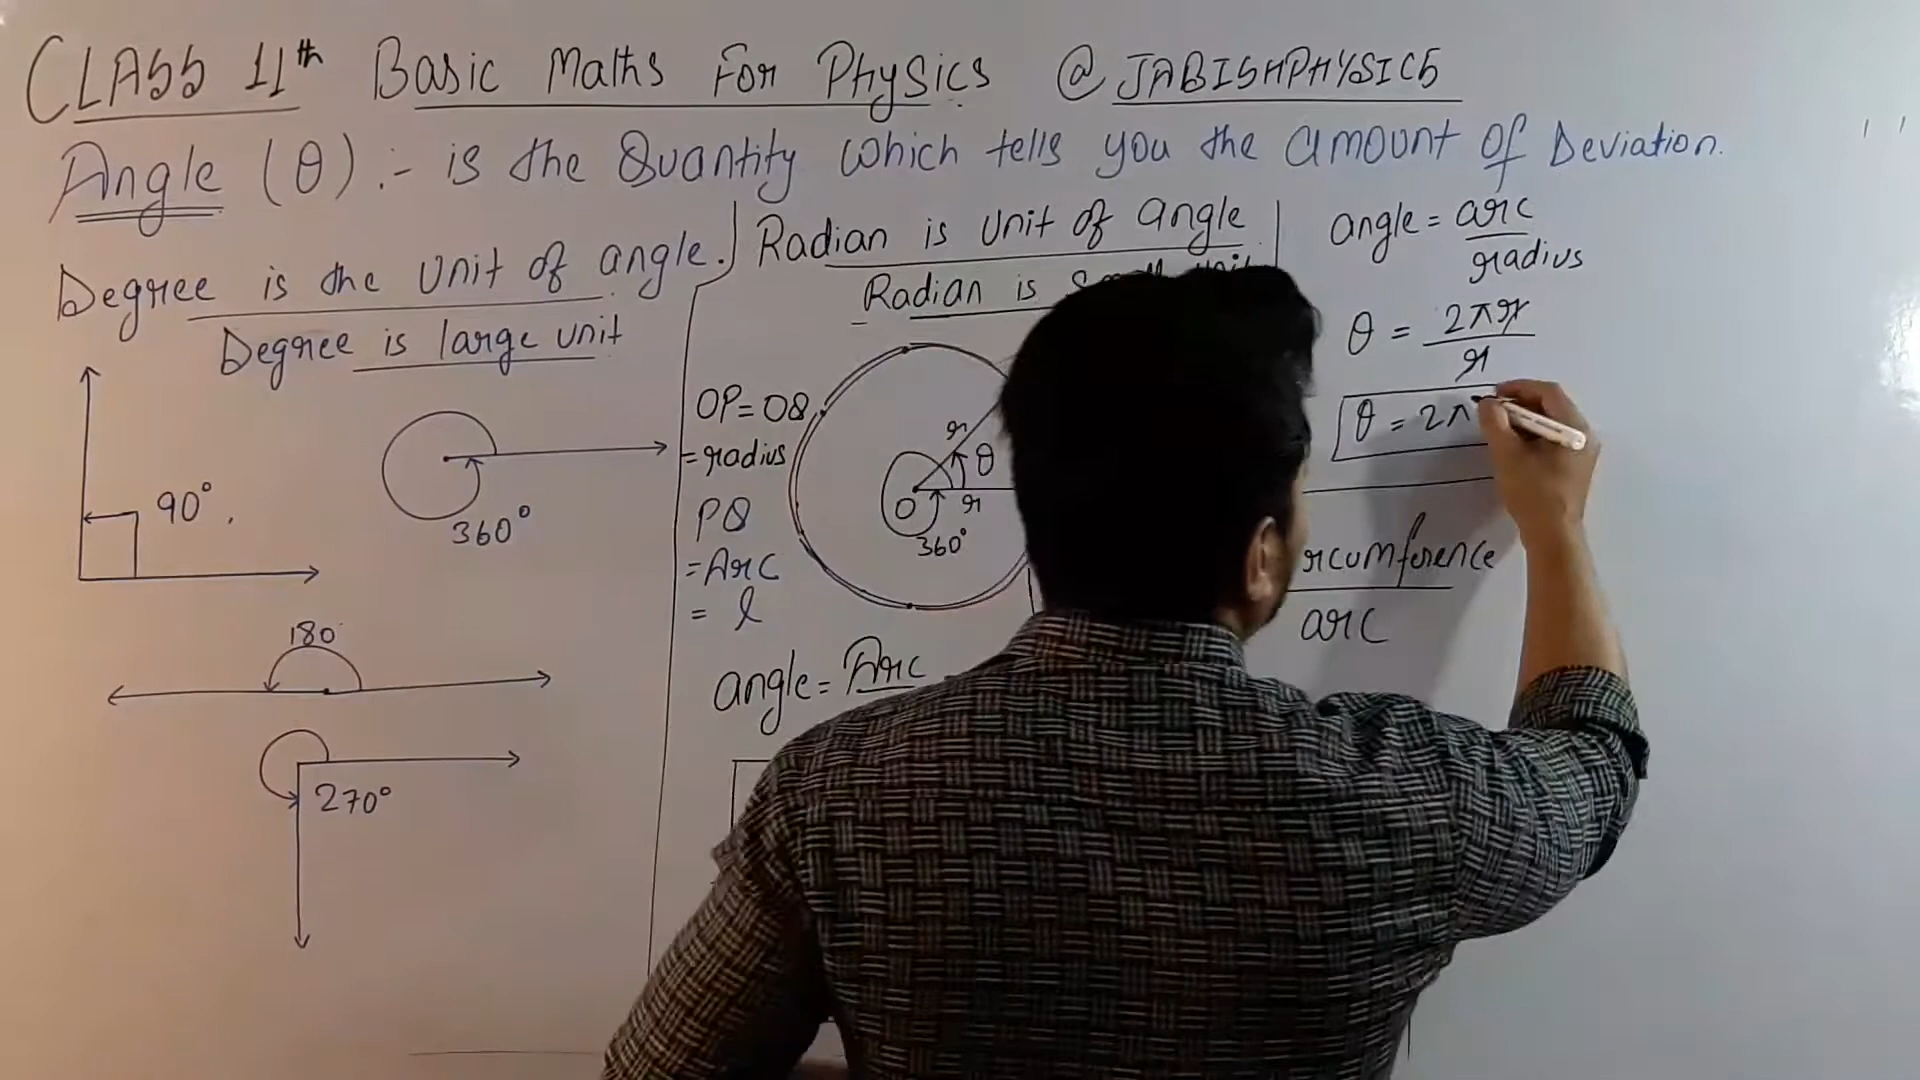 CLASS 11th Basic Maths For Physics @JABISHPHYSICS
Angle (θ) :- is the Quantity which tells you the amount of Deviation.
Degree is the unit of angle.
Degree is large unit
90°
360°
180
270°
Radian is unit of angle
Radian is
OP = OQ
= radius
PQ
= Arc
= l
r
θ
O
r
360°
angle = Arc
angle = arc
radius
θ = 2πr
r
θ = 2π
rcumference
arc